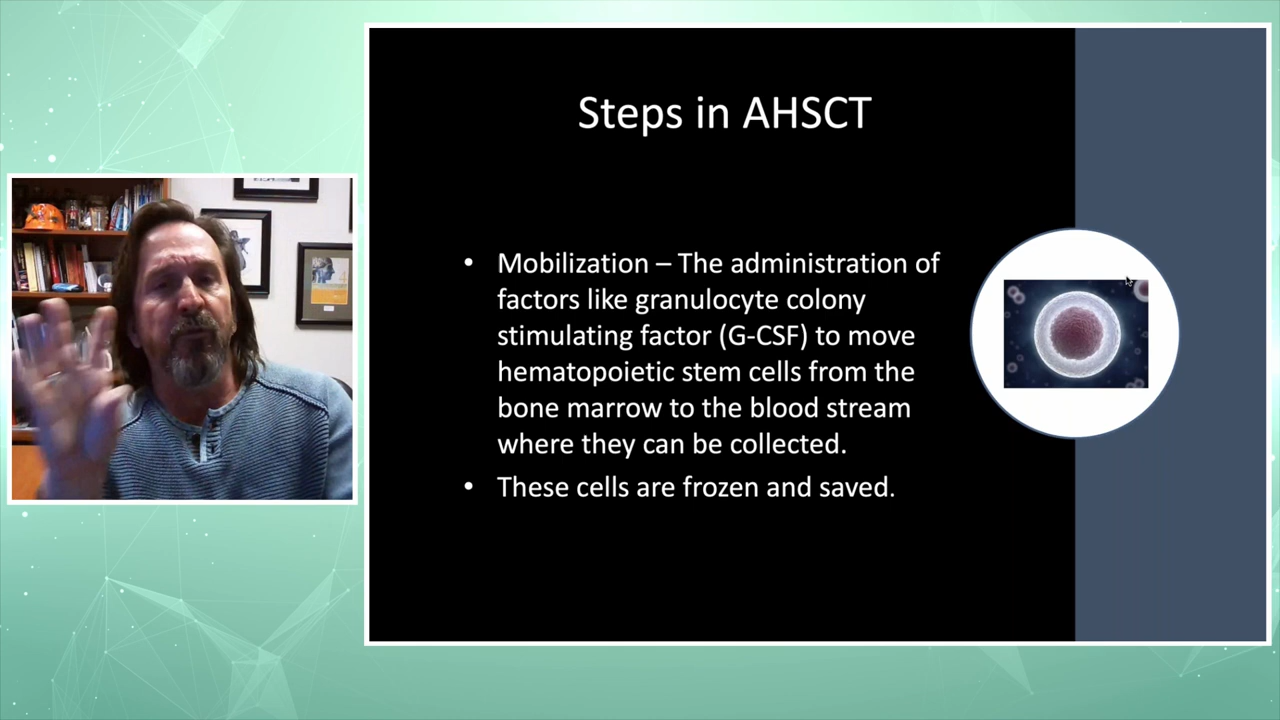 Steps in AHSCT
• Mobilization – The administration of
factors like granulocyte colony
stimulating factor (G-CSF) to move
hematopoietic stem cells from the
bone marrow to the blood stream
where they can be collected.
• These cells are frozen and saved.